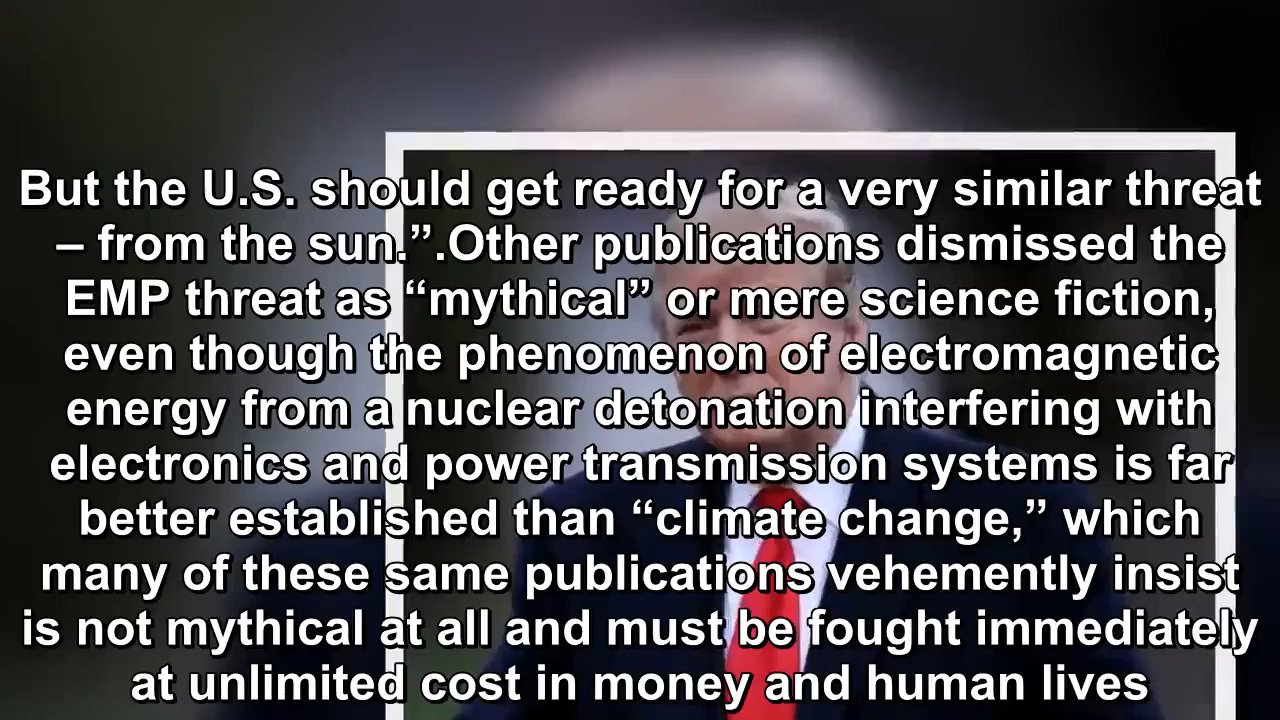 But the U.S. should get ready for a very similar threat
– from the sun.”.Other publications dismissed the
EMP threat as “mythical” or mere science fiction,
even though the phenomenon of electromagnetic
energy from a nuclear detonation interfering with
electronics and power transmission systems is far
better established than “climate change,” which
many of these same publications vehemently insist
is not mythical at all and must be fought immediately
at unlimited cost in money and human lives